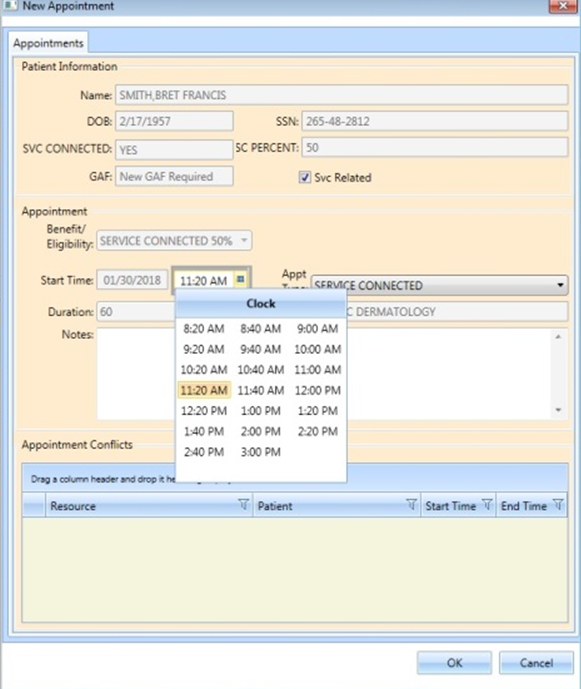 New Appointment
Appointments
Patient Information
Name: SMITH,BRET FRANCIS
DOB: 2/17/1957 SSN: 265-48-2812
SVC CONNECTED: YES SC PERCENT: 50
GAF: New GAF Required Svc Related
Appointment
Benefit/
Eligibility: SERVICE CONNECTED 50%
Start Time: 01/30/2018 11:20 AM Appt SERVICE CONNECTED
Duration: 60 DERMATOLOGY
Notes:
Clock
8:20 AM 8:40 AM 9:00 AM
9:20 AM 9:40 AM 10:00 AM
10:20 AM 10:40 AM 11:00 AM
11:20 AM 11:40 AM 12:00 PM
12:20 PM 1:00 PM 1:20 PM
1:40 PM 2:00 PM 2:20 PM
2:40 PM 3:00 PM
Appointment Conflicts
Drag a column header and drop it he
Resource Patient Start Time End Time
OK Cancel